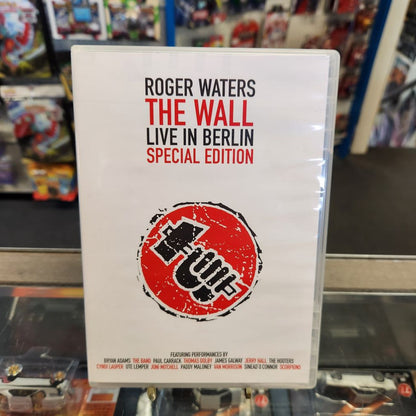 ROGER WATERS
THE WALL
LIVE IN BERLIN
SPECIAL EDITION
FEATURING PERFORMANCES BY
BRYAN ADAMS THE BAND PAUL CARRACK THOMAS DOLBY JAMES GALWAY JERRY HALL THE HOOTERS
CYNDI LAUPER UTE LEMPER JONI MITCHELL PADDY MALONEY VAN MORRISON SINEAD O'CONNOR SCORPIONS